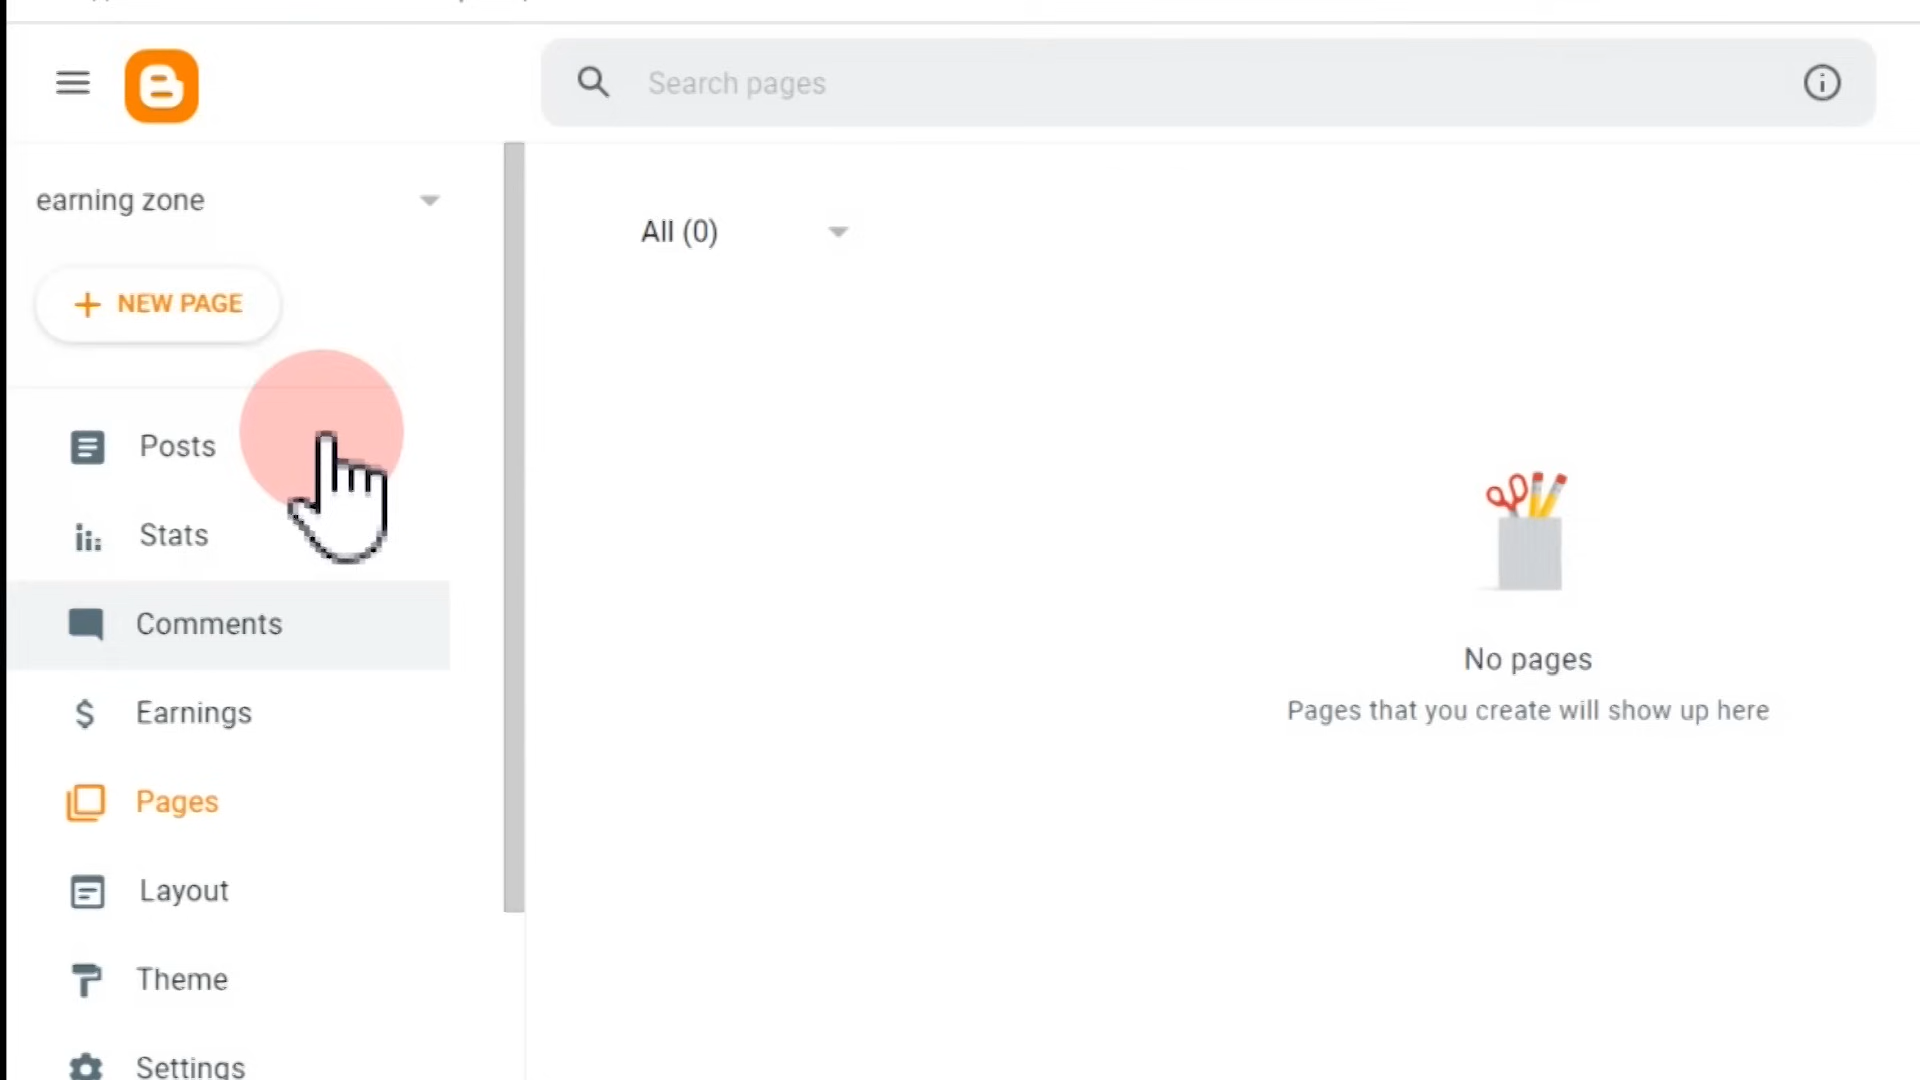 Search pages
earning zone
All (0)
+ NEW PAGE
Posts
Stats
Comments
Earnings
Pages
Layout
Theme
Settings
No pages
Pages that you create will show up here